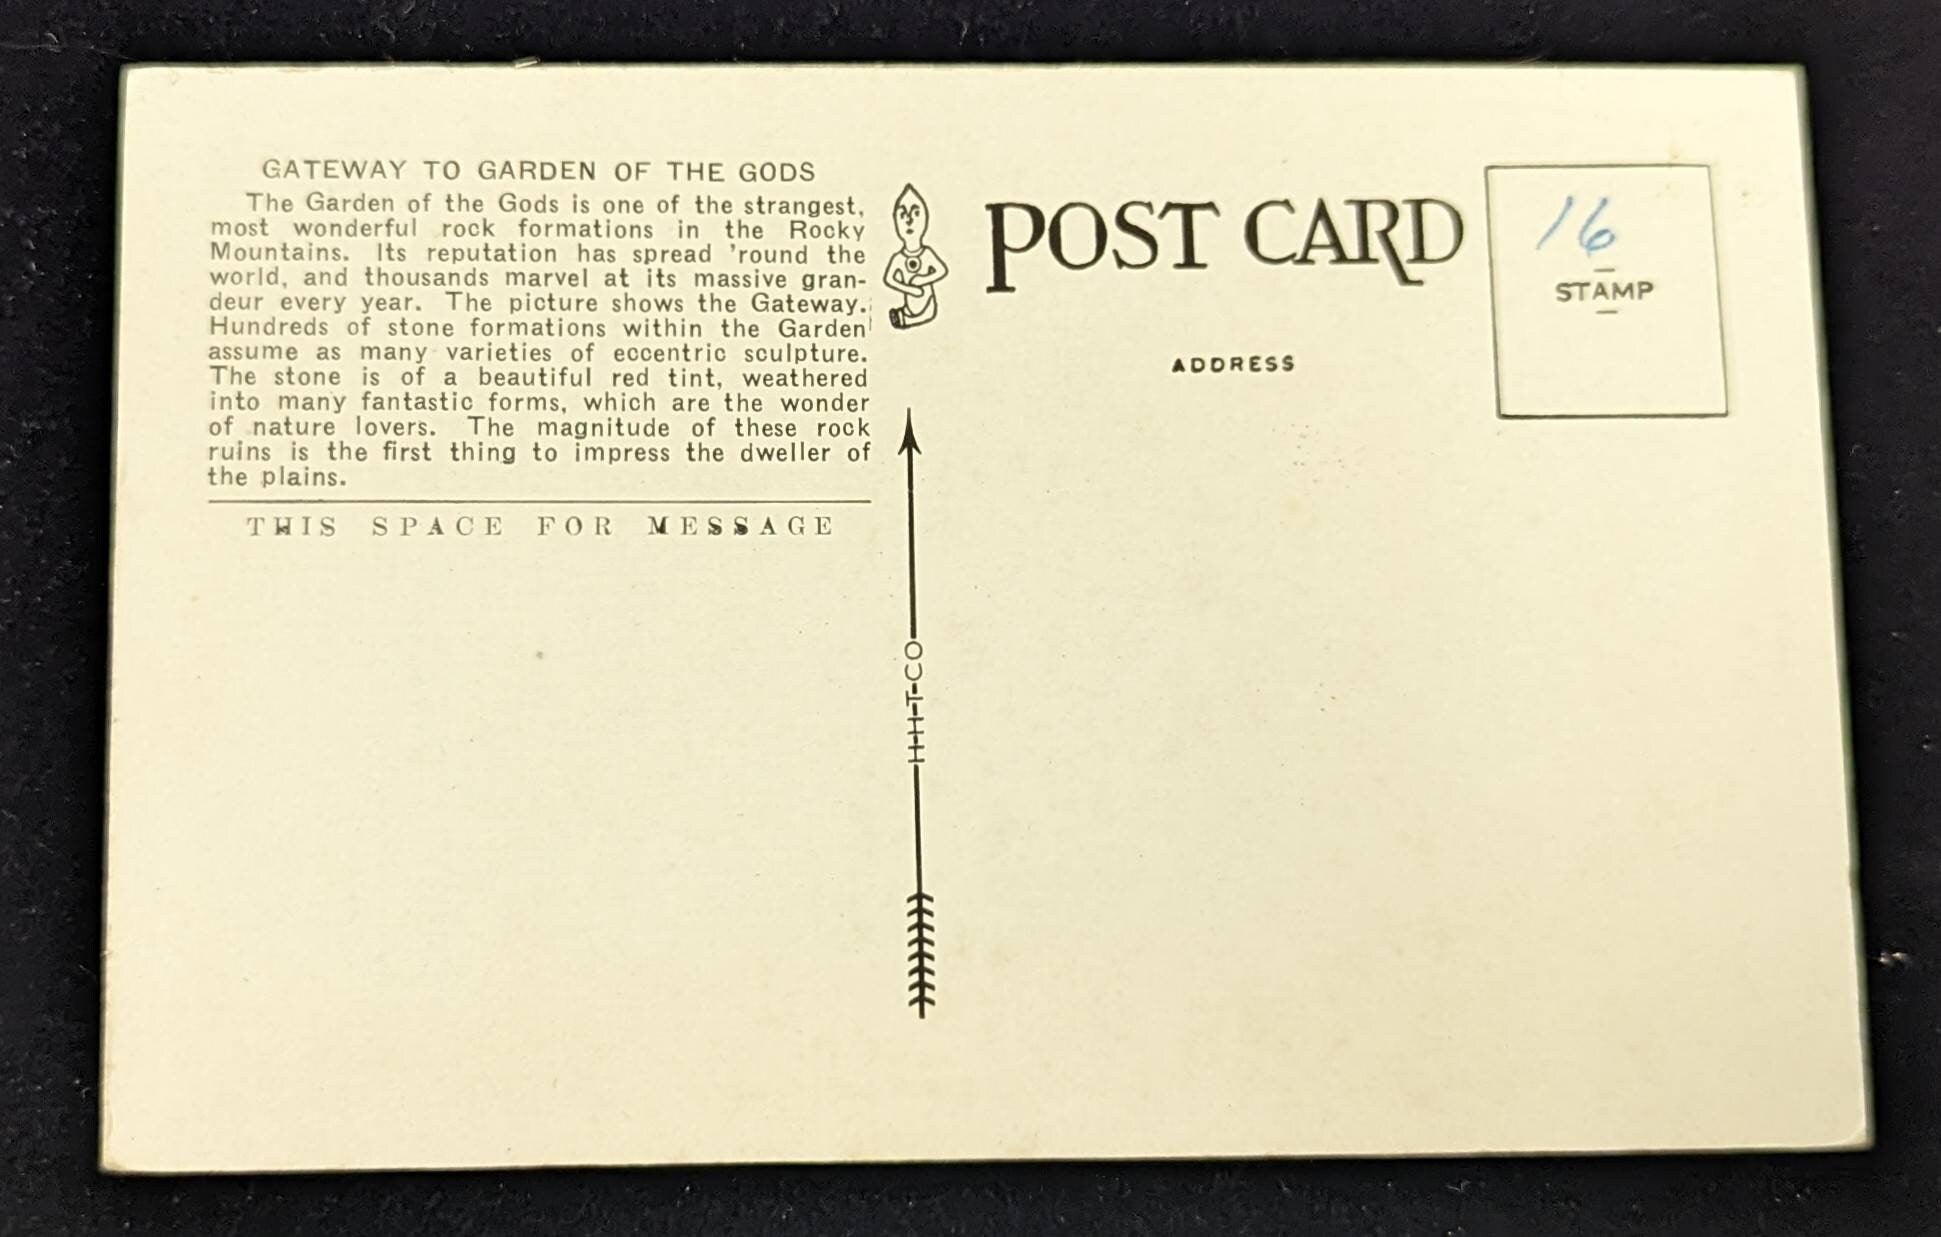 GATEWAY TO GARDEN OF THE GODS
The Garden of the Gods is one of the strangest,
most wonderful rock formations in the Rocky
Mountains. Its reputation has spread 'round the
world, and thousands marvel at its massive gran-
deur every year. The picture shows the Gateway.
Hundreds of stone formations within the Garden
assume as many varieties of eccentric sculpture.
The stone is of a beautiful red tint, weathered
into many fantastic forms, which are the wonder
of nature lovers. The magnitude of these rock
ruins is the first thing to impress the dweller of
the plains.
THIS SPACE FOR MESSAGE
H-H-T-CO
POST CARD
ADDRESS
16
STAMP